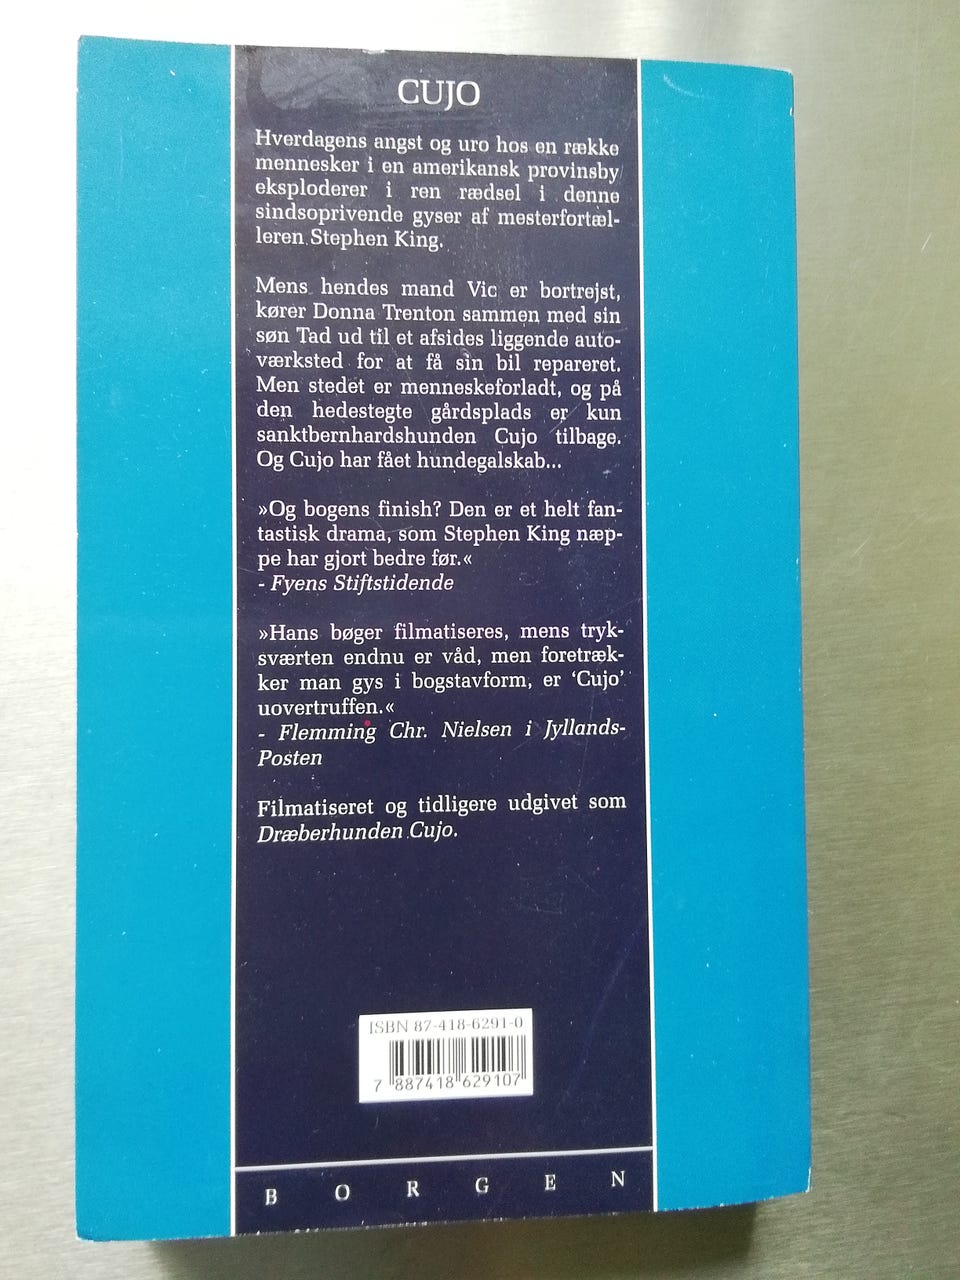 CUJO
Hverdagens angst og uro hos en række
mennesker i en amerikansk provinsby
eksploderer i ren rædsel i denne
sindsoprivende gyser af mesterfortæl-
leren Stephen King.
Mens hendes mand Vic er bortrejst,
kører Donna Trenton sammen med sin
søn Tad ud til et afsides liggende auto-
værksted for at få sin bil repareret.
Men stedet er menneskeforladt, og på
den hedestegte gårdsplads er kun
sanktbernhardshunden Cujo tilbage.
Og Cujo har fået hundegalskab...
»Og bogens finish? Den er et helt fan-
tastisk drama, som Stephen King næp-
pe har gjort bedre før.«
- Fyens Stiftstidende
»Hans bøger filmatiseres, mens tryk-
sværten endnu er våd, men foretræk-
ker man gys i bogstavform, er ‘Cujo’
uovertruffen.«
- Flemming Chr. Nielsen i Jyllands-
Posten
Filmatiseret og tidligere udgivet som
Dræberhunden Cujo.
ISBN 87-418-6291-0
7 887418 629107
BORGEN